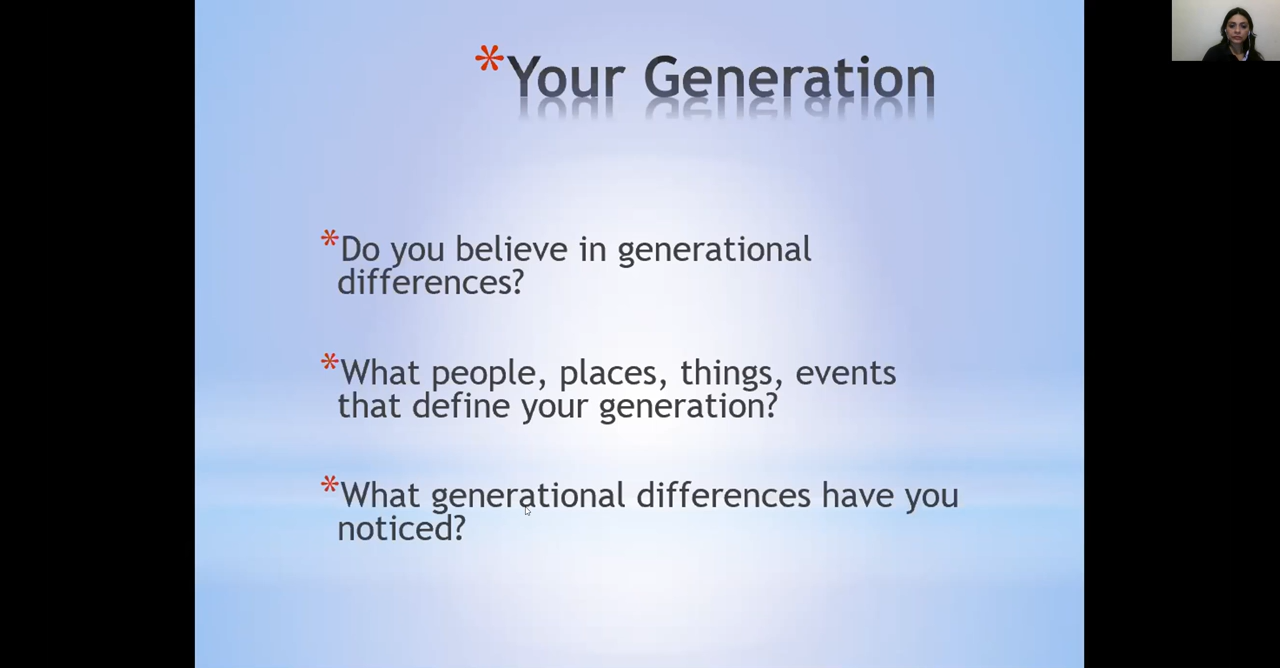 *Your Generation
*Do you believe in generational
differences?
*What people, places, things, events
that define your generation?
*What generational differences have you
noticed?